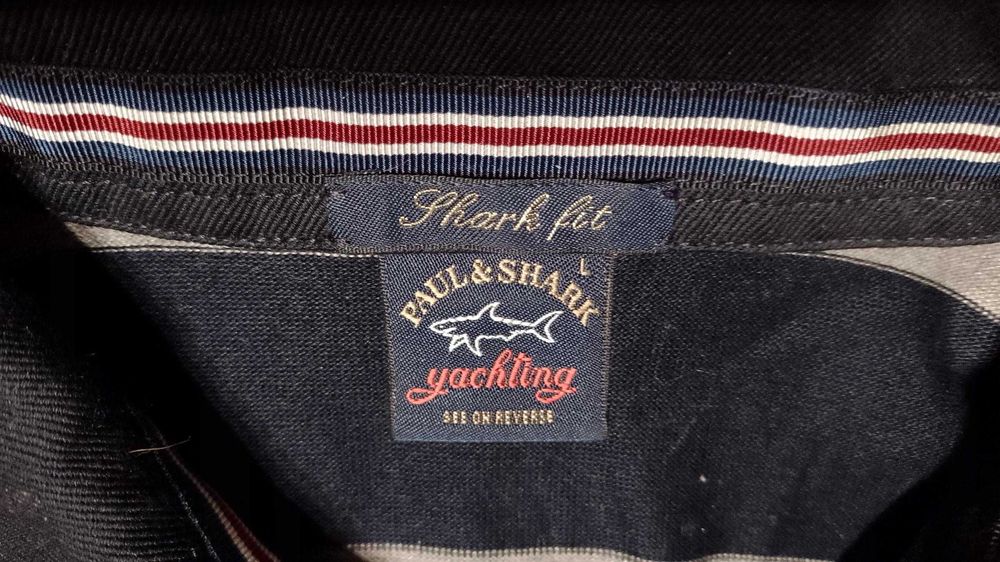 Shark fit
L
PAUL & SHARK
yachting
SEE ON REVERSE